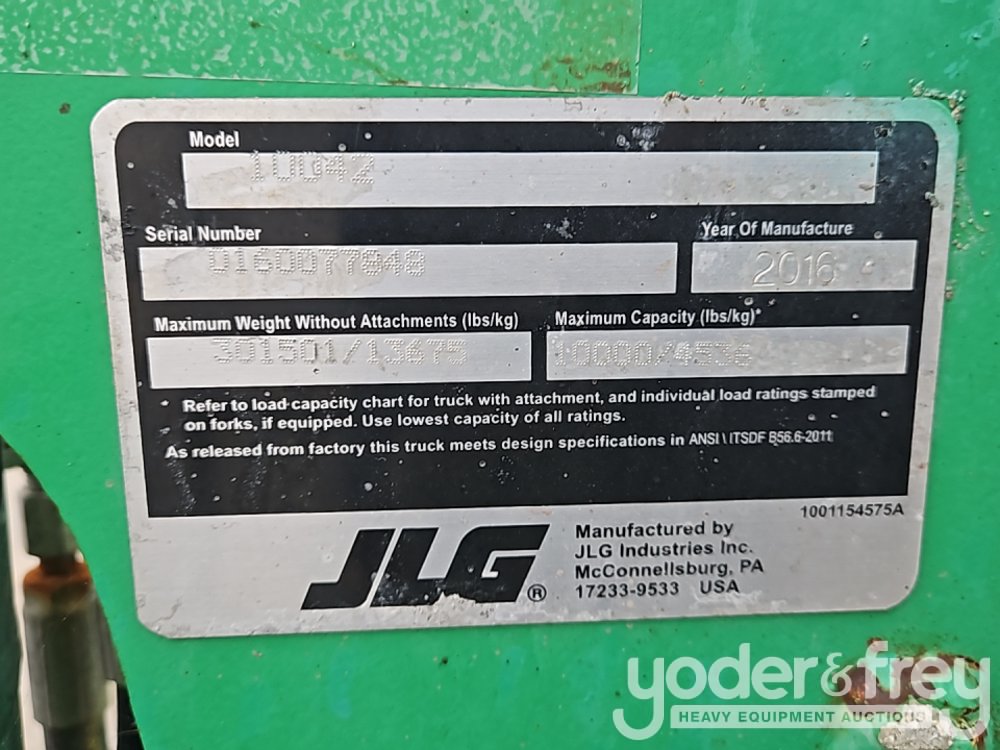 Model
10042
Serial Number
Year Of Manufacture
0160077848
2016
Maximum Weight Without Attachments (lbs/kg)
Maximum Capacity (lbs/kg)*
301501/13675
10000/4536
* Refer to load capacity chart for truck with attachment, and individual load ratings stamped
on forks, if equipped. Use lowest capacity of all ratings.
As released from factory this truck meets design specifications in ANSI \ ITSDF B56.6-2011
1001154575A
JLG®
Manufactured by
JLG Industries Inc.
McConnellsburg, PA
17233-9533 USA
yoder&frey
HEAVY EQUIPMENT AUCTIONS